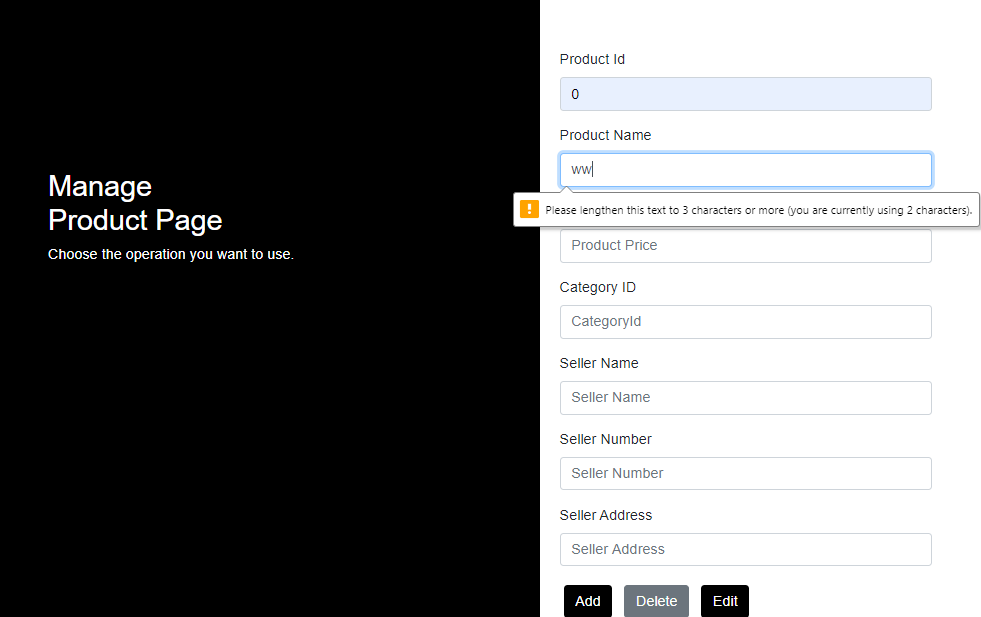 Manage
Product Page
Choose the operation you want to use.
Product Id
0
Product Name
ww
Please lengthen this text to 3 characters or more (you are currently using 2 characters).
Product Price
Category ID
CategoryId
Seller Name
Seller Name
Seller Number
Seller Number
Seller Address
Seller Address
Add Delete Edit